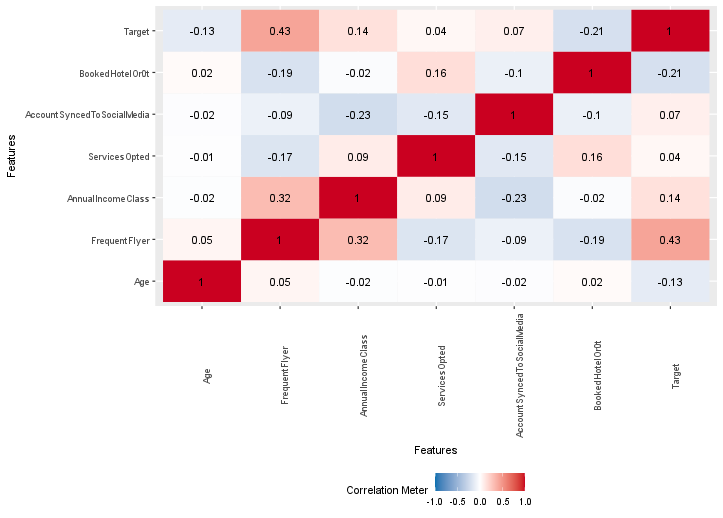 Target -0.13 0.43 0.14 0.04 0.07 -0.21 1
BookedHotelOr0t 0.02 -0.19 -0.02 0.16 -0.1 1 -0.21
AccountSyncedToSocialMedia -0.02 -0.09 -0.23 -0.15 1 -0.1 0.07
ServicesOpted -0.01 -0.17 0.09 1 -0.15 0.16 0.04
AnnualIncomeClass -0.02 0.32 1 0.09 -0.23 -0.02 0.14
FrequentFlyer 0.05 1 0.32 -0.17 -0.09 -0.19 0.43
Age 1 0.05 -0.02 -0.01 -0.02 0.02 -0.13
Features
Age
FrequentFlyer
AnnualIncomeClass
ServicesOpted
AccountSyncedToSocialMedia
BookedHotelOr0t
Target
Features
Correlation Meter
-1.0 -0.5 0.0 0.5 1.0